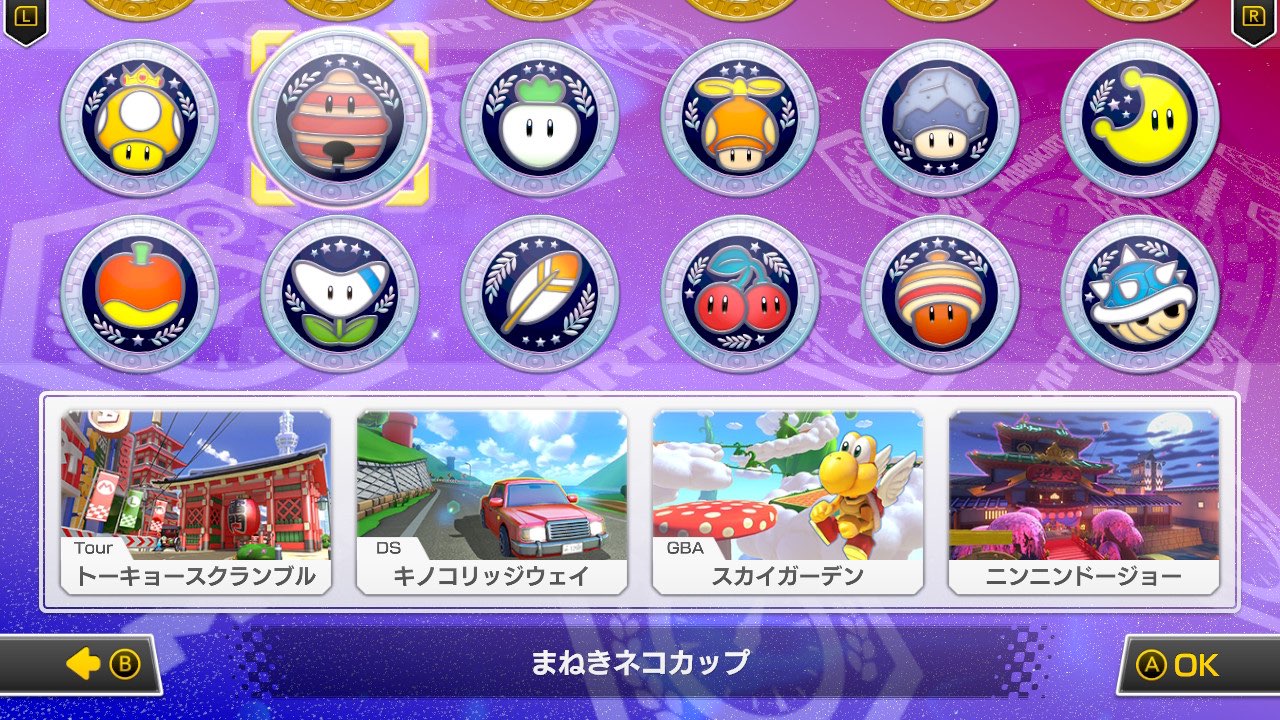 L
R
Tour
トーキョースクランブル
DS
キノコリッジウェイ
GBA
スカイガーデン
ニンニンドージョー
B
まねきネコカップ
A OK